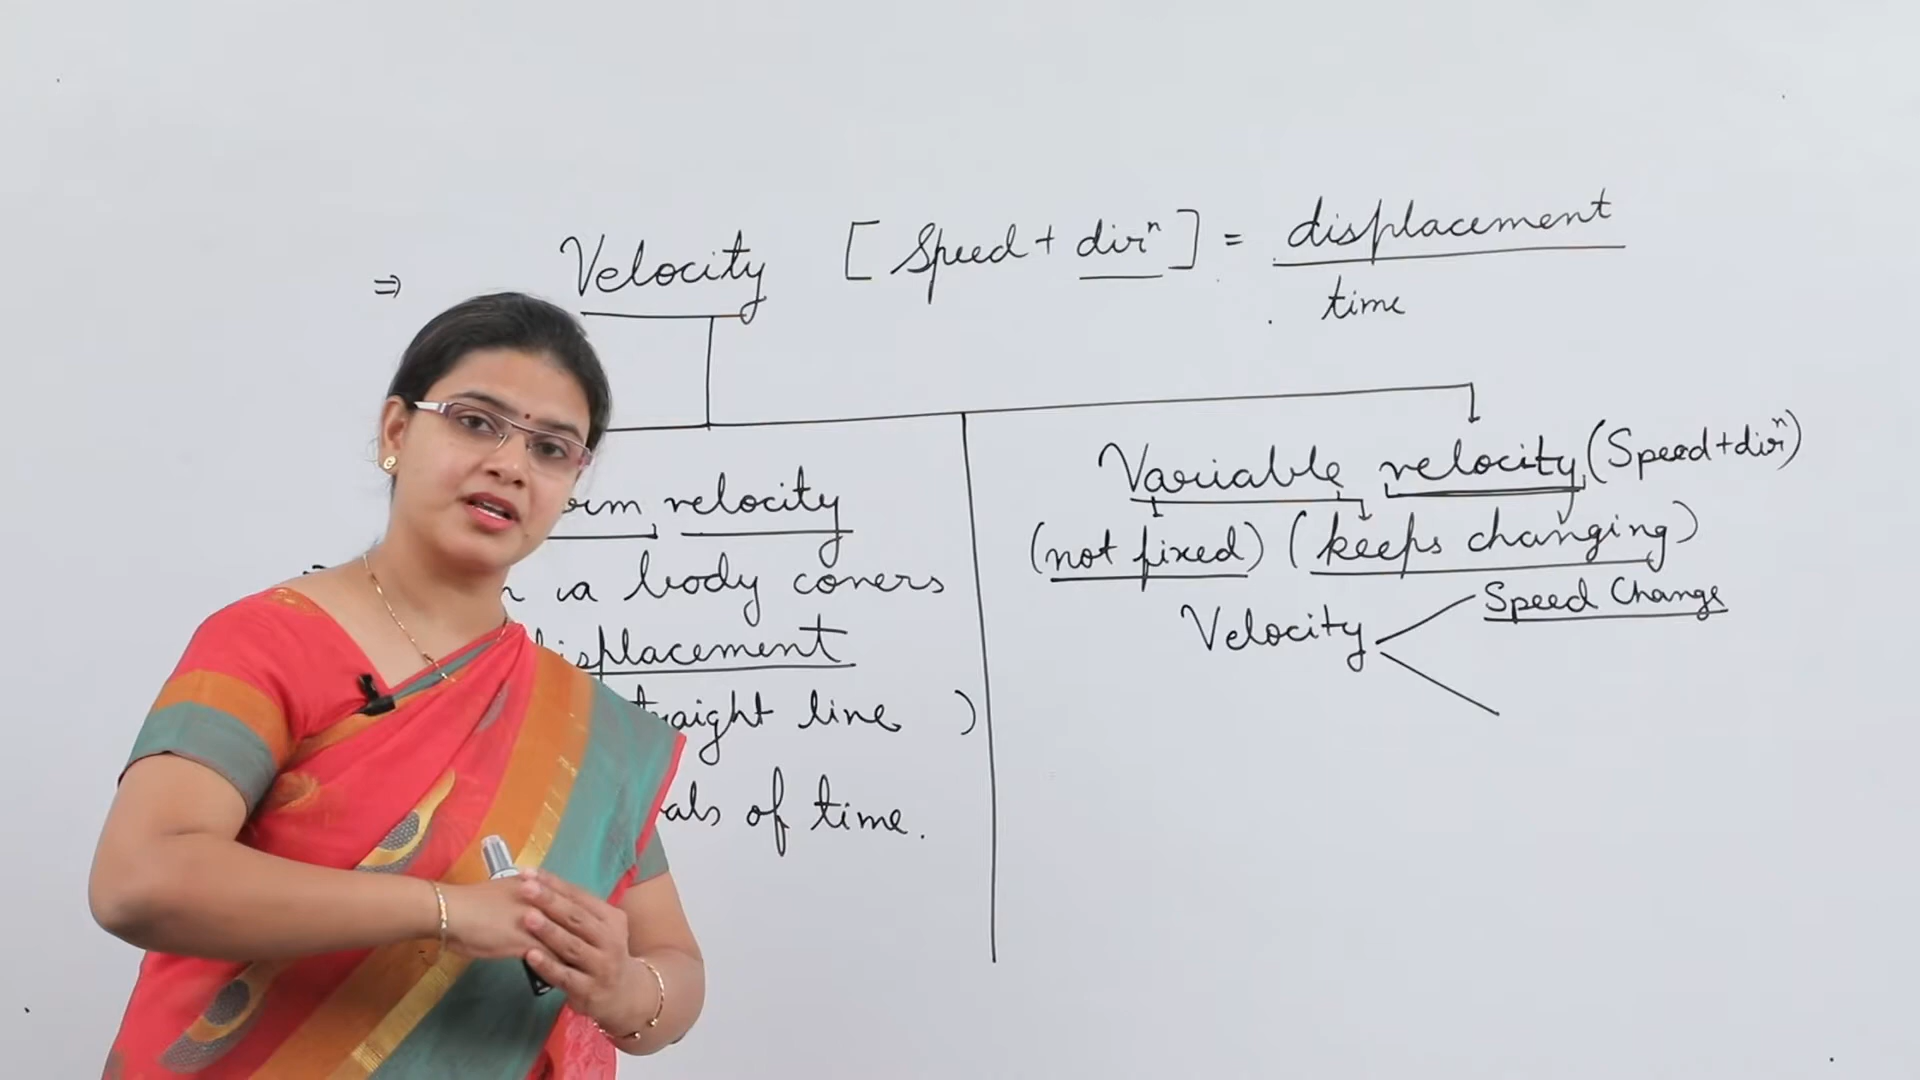 ⇒ Velocity [Speed + dirⁿ] = displacement
time
velocity
a body covers
straight line )
of time.
Variable velocity (Speed+dirⁿ)
(not fixed) (keeps changing)
Velocity
Speed Change